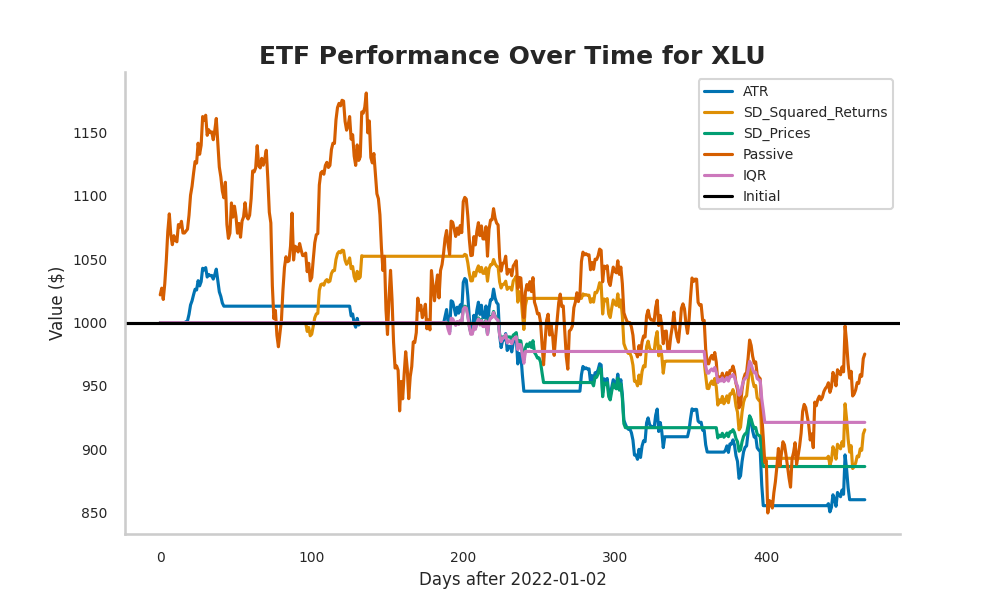 ETF Performance Over Time for XLU
ATR
SD_Squared_Returns
SD_Prices
Passive
IQR
Initial
Value ($)
1150
1100
1050
1000
950
900
850
0 100 200 300 400
Days after 2022-01-02